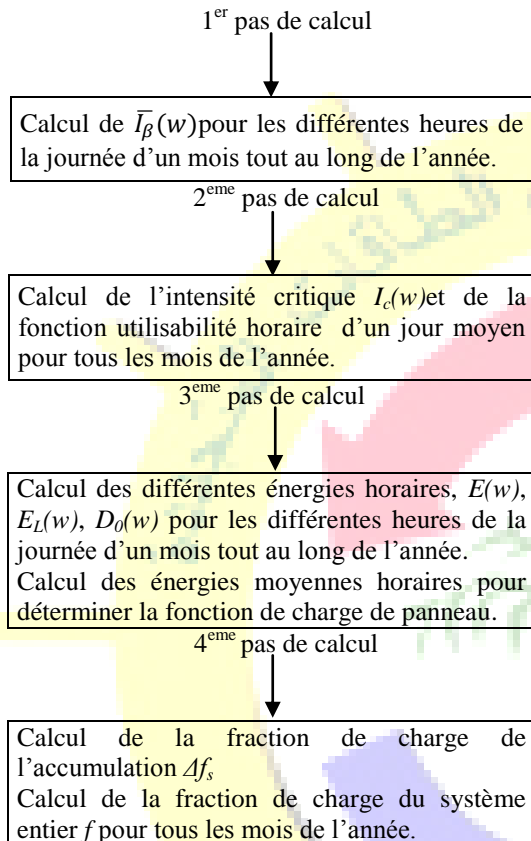 1er pas de calcul
Calcul de I̅β(w)pour les différentes heures de
la journée d'un mois tout au long de l'année.
2eme pas de calcul
Calcul de l'intensité critique Ic(w)et de la
fonction utilisabilité horaire d'un jour moyen
pour tous les mois de l'année.
3eme pas de calcul
Calcul des différentes énergies horaires, E(w),
EL(w), D0(w) pour les différentes heures de la
journée d'un mois tout au long de l'année.
Calcul des énergies moyennes horaires pour
déterminer la fonction de charge de panneau.
4eme pas de calcul
Calcul de la fraction de charge de
l'accumulation Δfs
Calcul de la fraction de charge du système
entier f pour tous les mois de l'année.